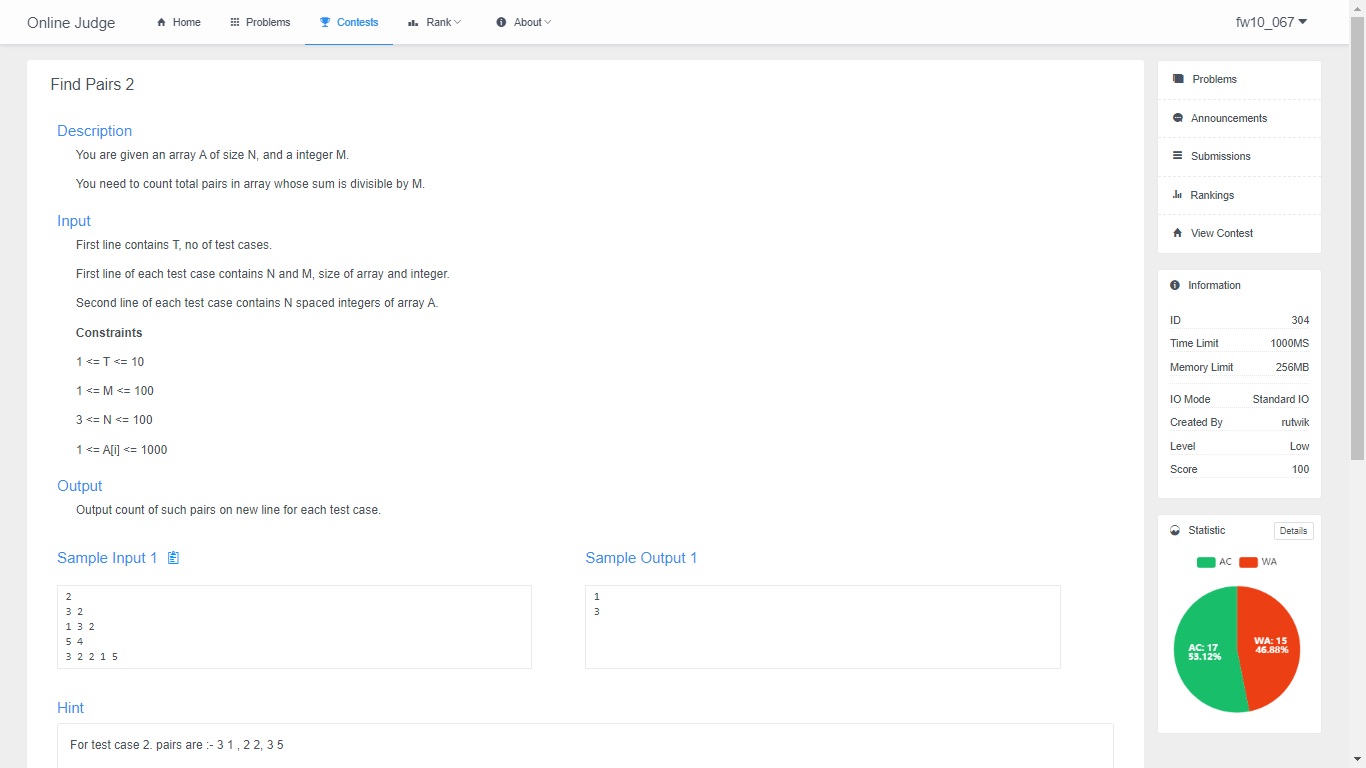 Online Judge
Home
Problems
Contests
Rank
About
fw10_067
Find Pairs 2
Description
You are given an array A of size N, and a integer M.
You need to count total pairs in array whose sum is divisible by M.
Input
First line contains T, no of test cases.
First line of each test case contains N and M, size of array and integer.
Second line of each test case contains N spaced integers of array A.
Constraints
1 <= T <= 10
1 <= M <= 100
3 <= N <= 100
1 <= A[i] <= 1000
Output
Output count of such pairs on new line for each test case.
Sample Input 1
2
3 2
1 3 2
5 4
3 2 2 1 5
Sample Output 1
1
3
Hint
For test case 2. pairs are :- 3 1 , 2 2, 3 5
Problems
Announcements
Submissions
Rankings
View Contest
Information
ID 304
Time Limit 1000MS
Memory Limit 256MB
IO Mode Standard IO
Created By rutwik
Level Low
Score 100
Statistic Details
AC WA
AC: 17
53.12%
WA: 15
46.88%